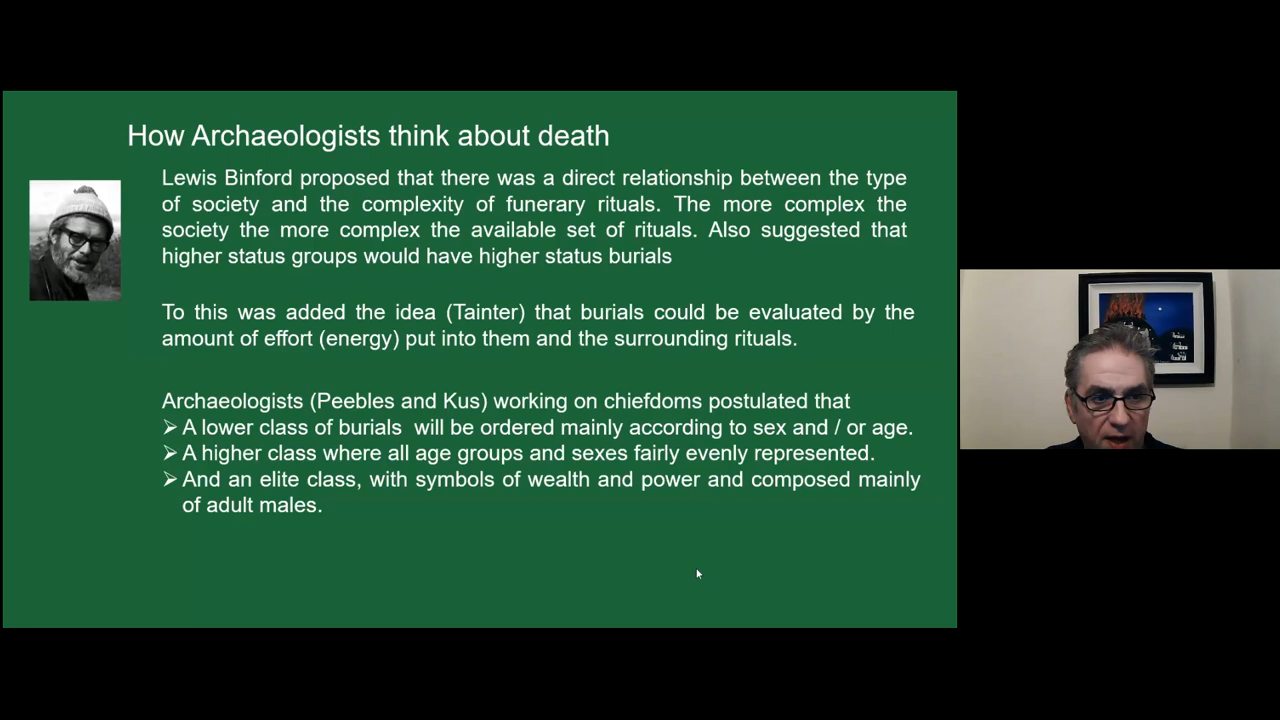 How Archaeologists think about death
Lewis Binford proposed that there was a direct relationship between the type
of society and the complexity of funerary rituals. The more complex the
society the more complex the available set of rituals. Also suggested that
higher status groups would have higher status burials
To this was added the idea (Tainter) that burials could be evaluated by the
amount of effort (energy) put into them and the surrounding rituals.
Archaeologists (Peebles and Kus) working on chiefdoms postulated that
➢ A lower class of burials  will be ordered mainly according to sex and / or age.
➢ A higher class where all age groups and sexes fairly evenly represented.
➢ And an elite class, with symbols of wealth and power and composed mainly
of adult males.